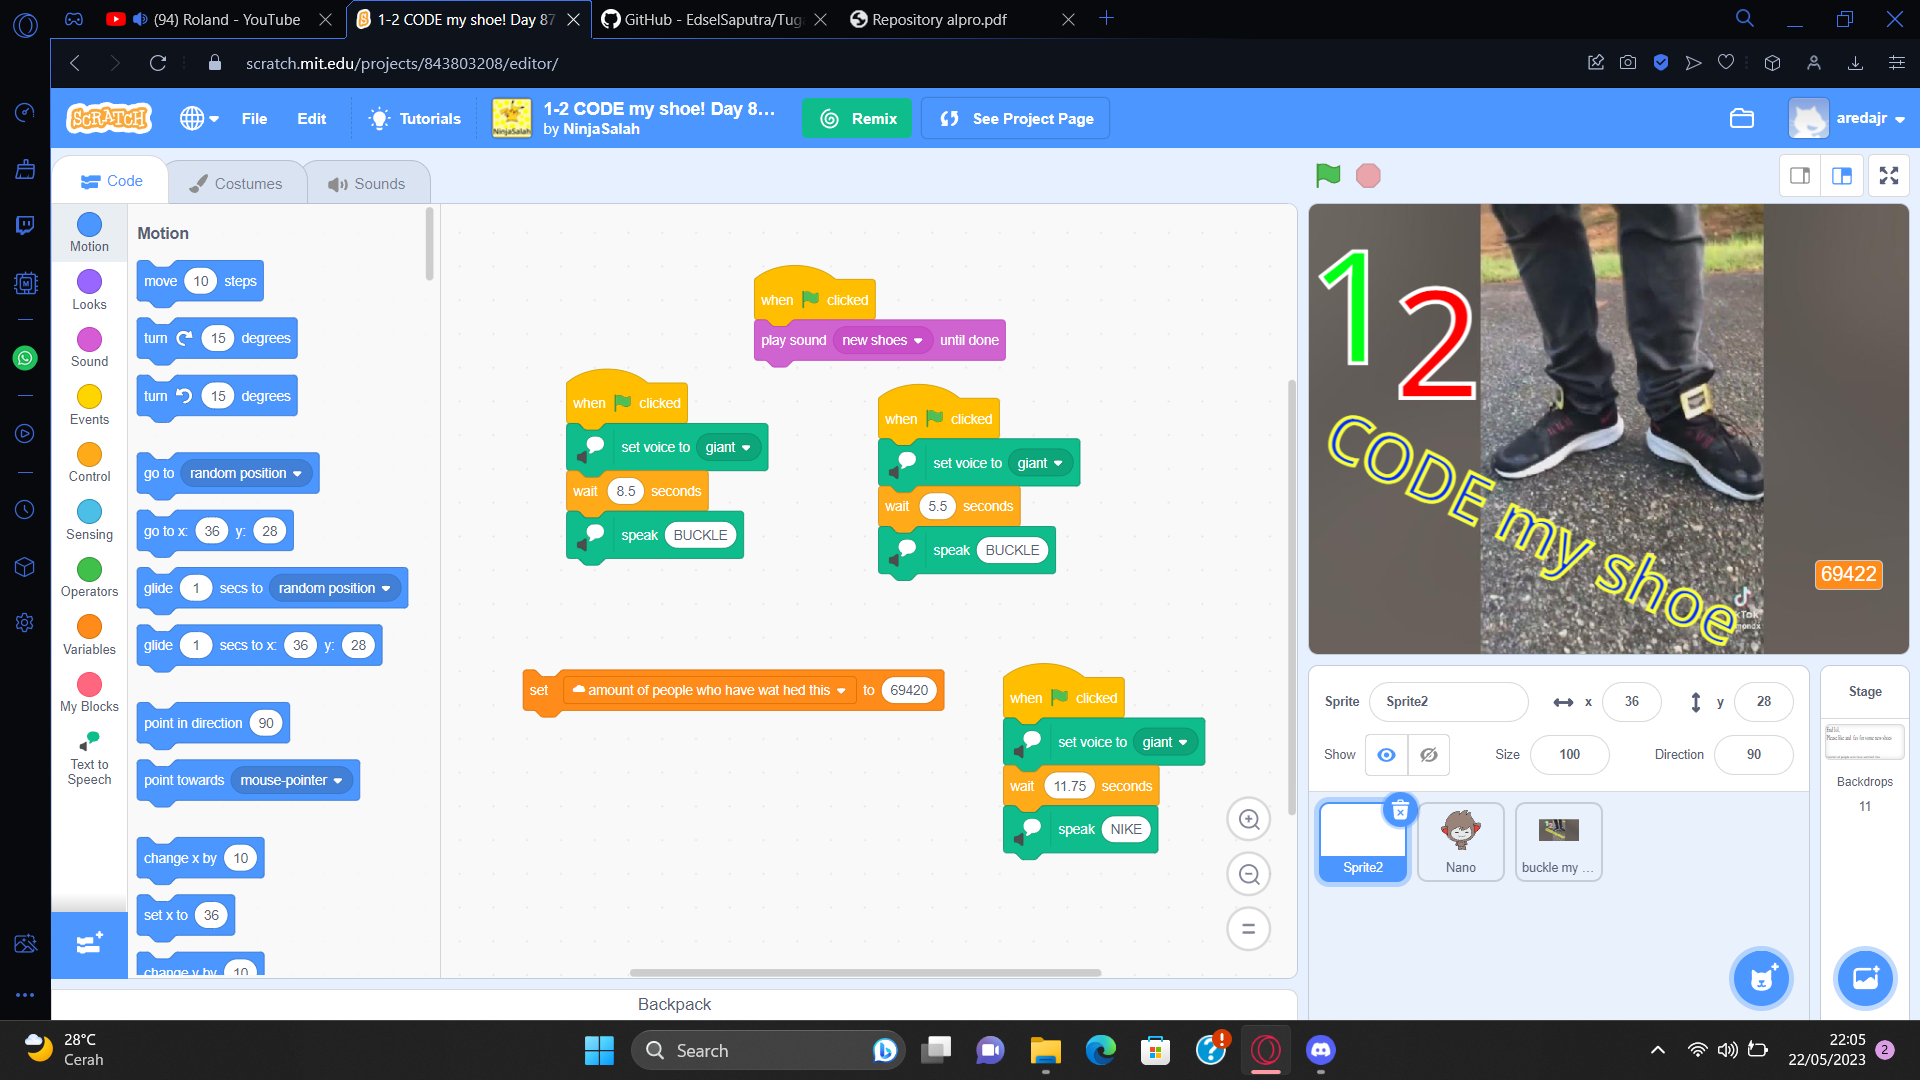 (94) Roland - YouTube
1-2 CODE my shoe! Day 87
GitHub - EdselSaputra/Tug
Repository alpro.pdf
scratch.mit.edu/projects/843803208/editor/
SCRATCH
File
Edit
Tutorials
NinjaSalah
1-2 CODE my shoe! Day 8...
by NinjaSalah
Remix
See Project Page
aredajr
Code
Costumes
Sounds
Motion
Looks
Sound
Events
Control
Sensing
Operators
Variables
My Blocks
Text to
Speech
Motion
move 10 steps
turn 15 degrees
turn 15 degrees
go to random position
go to x: 36 y: 28
glide 1 secs to random position
glide 1 secs to x: 36 y: 28
point in direction 90
point towards mouse-pointer
change x by 10
set x to 36
change y by 10
when clicked
play sound new shoes until done
when clicked
set voice to giant
wait 8.5 seconds
speak BUCKLE
when clicked
set voice to giant
wait 5.5 seconds
speak BUCKLE
set amount of people who have wat hed this to 69420
when clicked
set voice to giant
wait 11.75 seconds
speak NIKE
Backpack
1
2
CODE my shoe
69422
Sprite
Sprite2
x
36
y
28
Show
Size
100
Direction
90
Sprite2
Nano
buckle my ...
Stage
Backdrops
11
28°C
Cerah
Search
22:05
22/05/2023
2